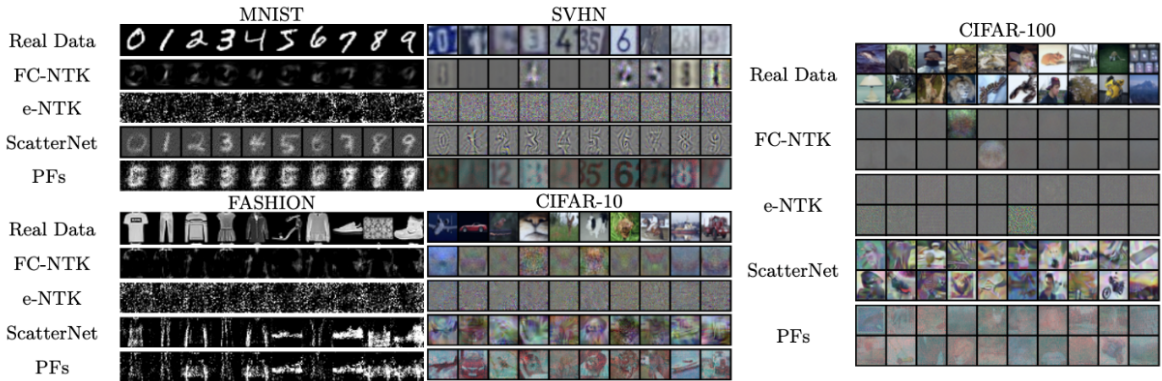 MNIST
Real Data
FC-NTK
e-NTK
ScatterNet
PFs
SVHN
FASHION
Real Data
FC-NTK
e-NTK
ScatterNet
PFs
CIFAR-10
CIFAR-100
Real Data
FC-NTK
e-NTK
ScatterNet
PFs